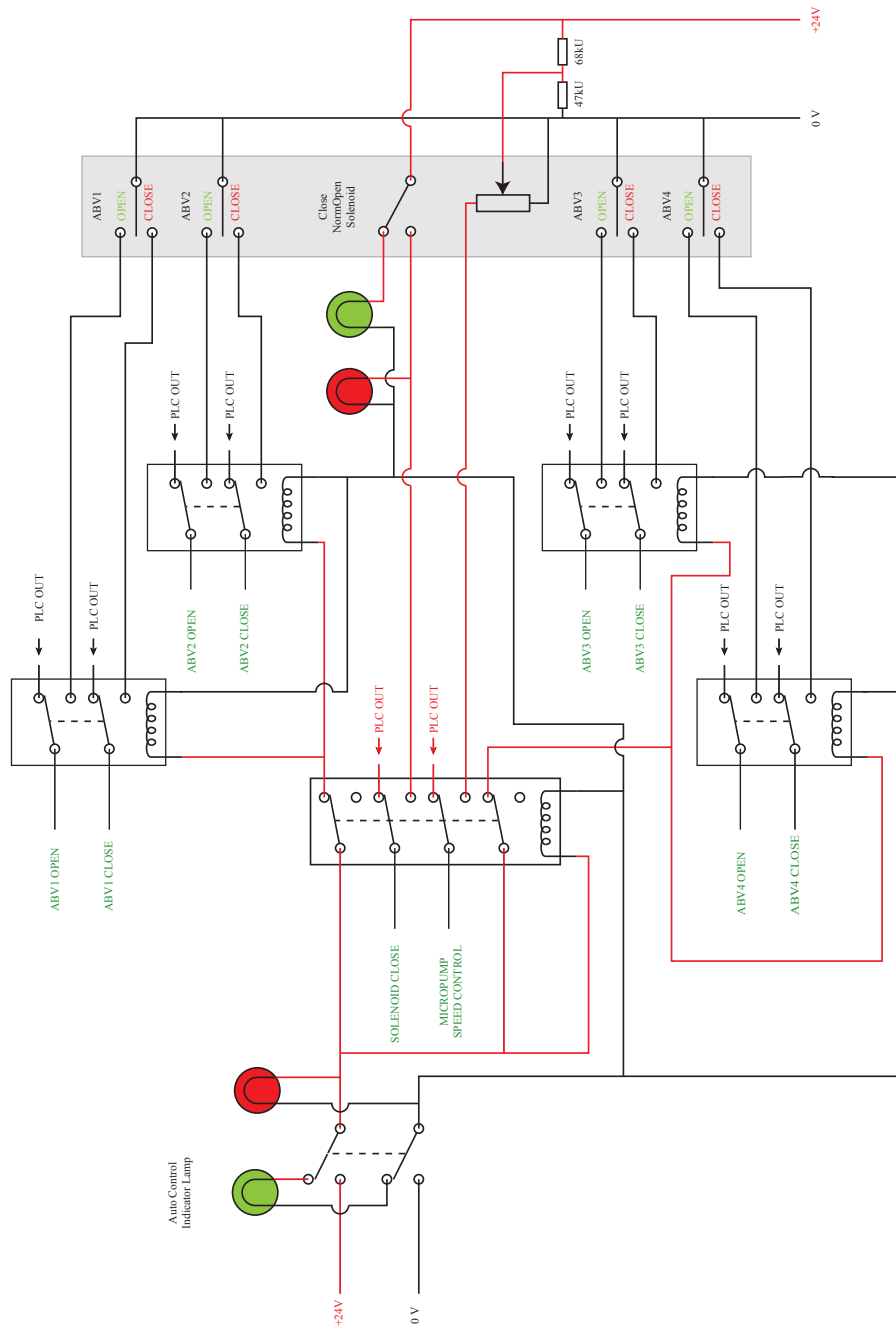 +24V
68kU
47kU
0 V
ABV1
OPEN
CLOSE
ABV2
OPEN
CLOSE
Close
NormOpen
Solenoid
ABV3
OPEN
CLOSE
ABV4
OPEN
CLOSE
PLC OUT
PLC OUT
PLC OUT
PLC OUT
PLC OUT
PLC OUT
PLC OUT
PLC OUT
PLC OUT
PLC OUT
ABV2 OPEN
ABV2 CLOSE
ABV3 OPEN
ABV3 CLOSE
ABV1 OPEN
ABV1 CLOSE
ABV4 OPEN
ABV4 CLOSE
SOLENOID CLOSE
MICROPUMP
SPEED CONTROL
Auto Control
Indicator Lamp
+24V
0 V